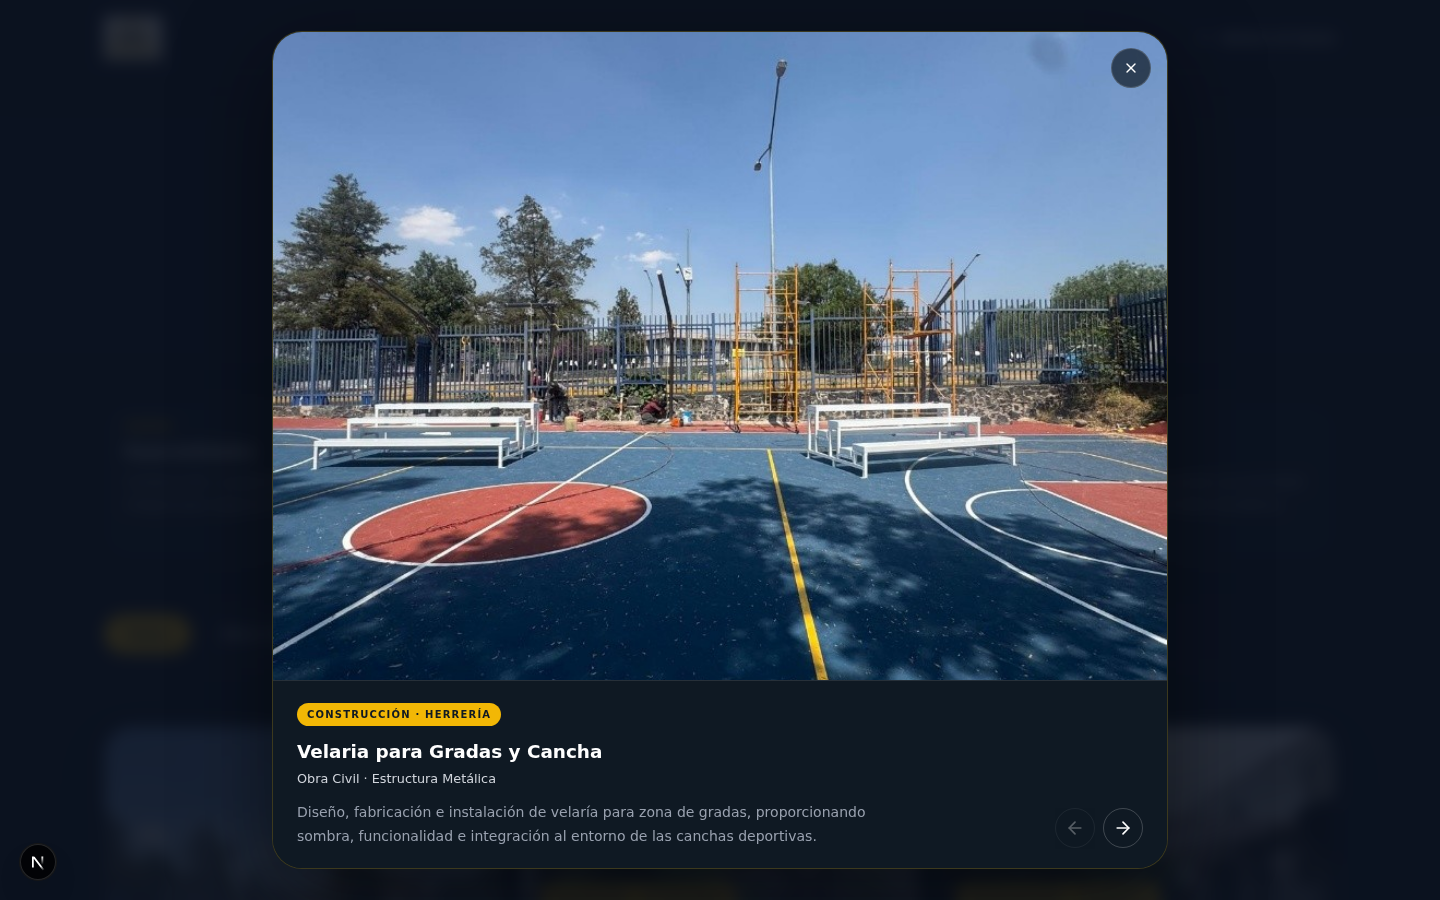 CONSTRUCCIÓN · HERRERÍA
Velaria para Gradas y Cancha
Obra Civil · Estructura Metálica
Diseño, fabricación e instalación de velaría para zona de gradas, proporcionando
sombra, funcionalidad e integración al entorno de las canchas deportivas.
N